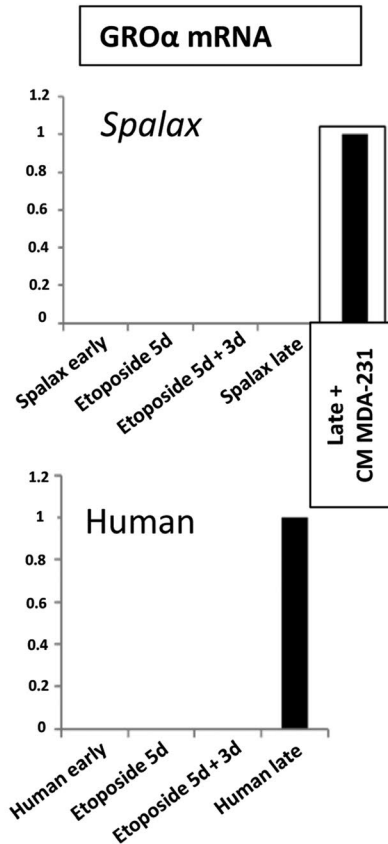 GROα mRNA
Spalax
1.2
1
0.8
0.6
0.4
0.2
0
Spalax early
Etoposide 5d
Etoposide 5d + 3d
Spalax late
Late +
CM MDA-231
Human
1.2
1
0.8
0.6
0.4
0.2
0
Human early
Etoposide 5d
Etoposide 5d + 3d
Human late